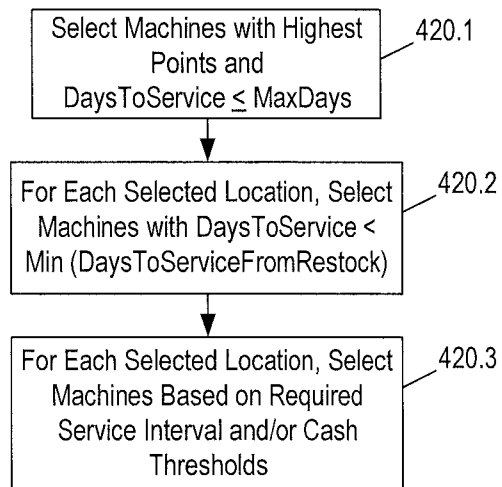 Select Machines with Highest
Points and
DaysToService ≤ MaxDays
420.1
For Each Selected Location, Select
Machines with DaysToService <
Min (DaysToServiceFromRestock)
420.2
For Each Selected Location, Select
Machines Based on Required
Service Interval and/or Cash
Thresholds
420.3